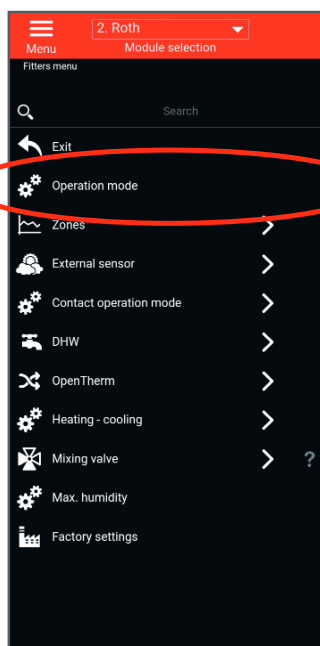 2. Roth
Menu
Module selection
Fitters menu
Search
Exit
Operation mode
Zones
External sensor
Contact operation mode
DHW
OpenTherm
Heating - cooling
Mixing valve
?
Max. humidity
Factory settings